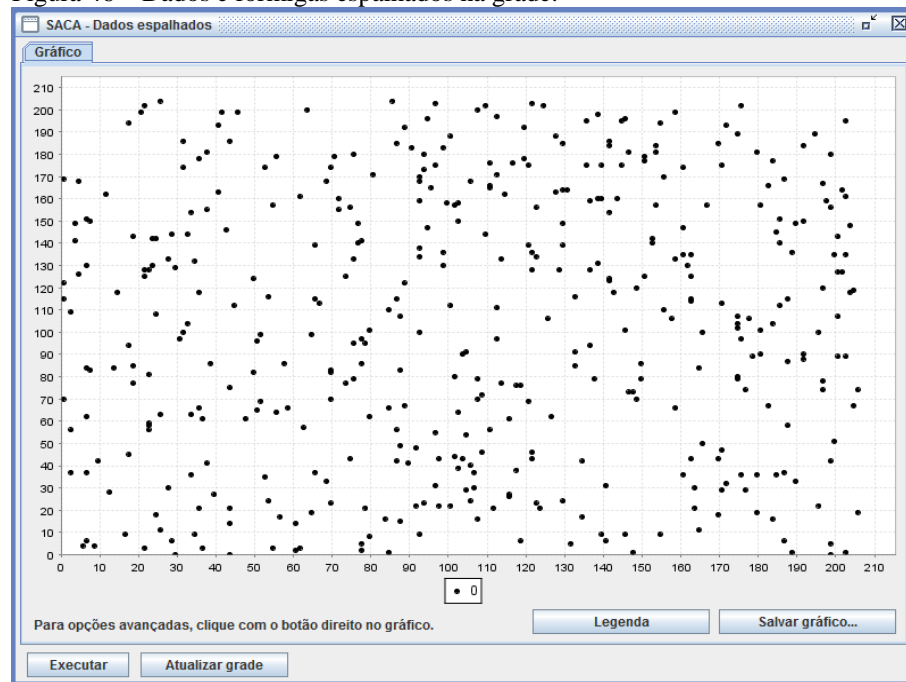 Figura 48 – Dados e formigas espalhados na grade.
SACA - Dados espalhados
Gráfico
210
200
190
180
170
160
150
140
130
120
110
100
90
80
70
60
50
40
30
20
10
0
0 10 20 30 40 50 60 70 80 90 100 110 120 130 140 150 160 170 180 190 200 210
0
Para opções avançadas, clique com o botão direito no gráfico.
Legenda
Salvar gráfico...
Executar
Atualizar grade